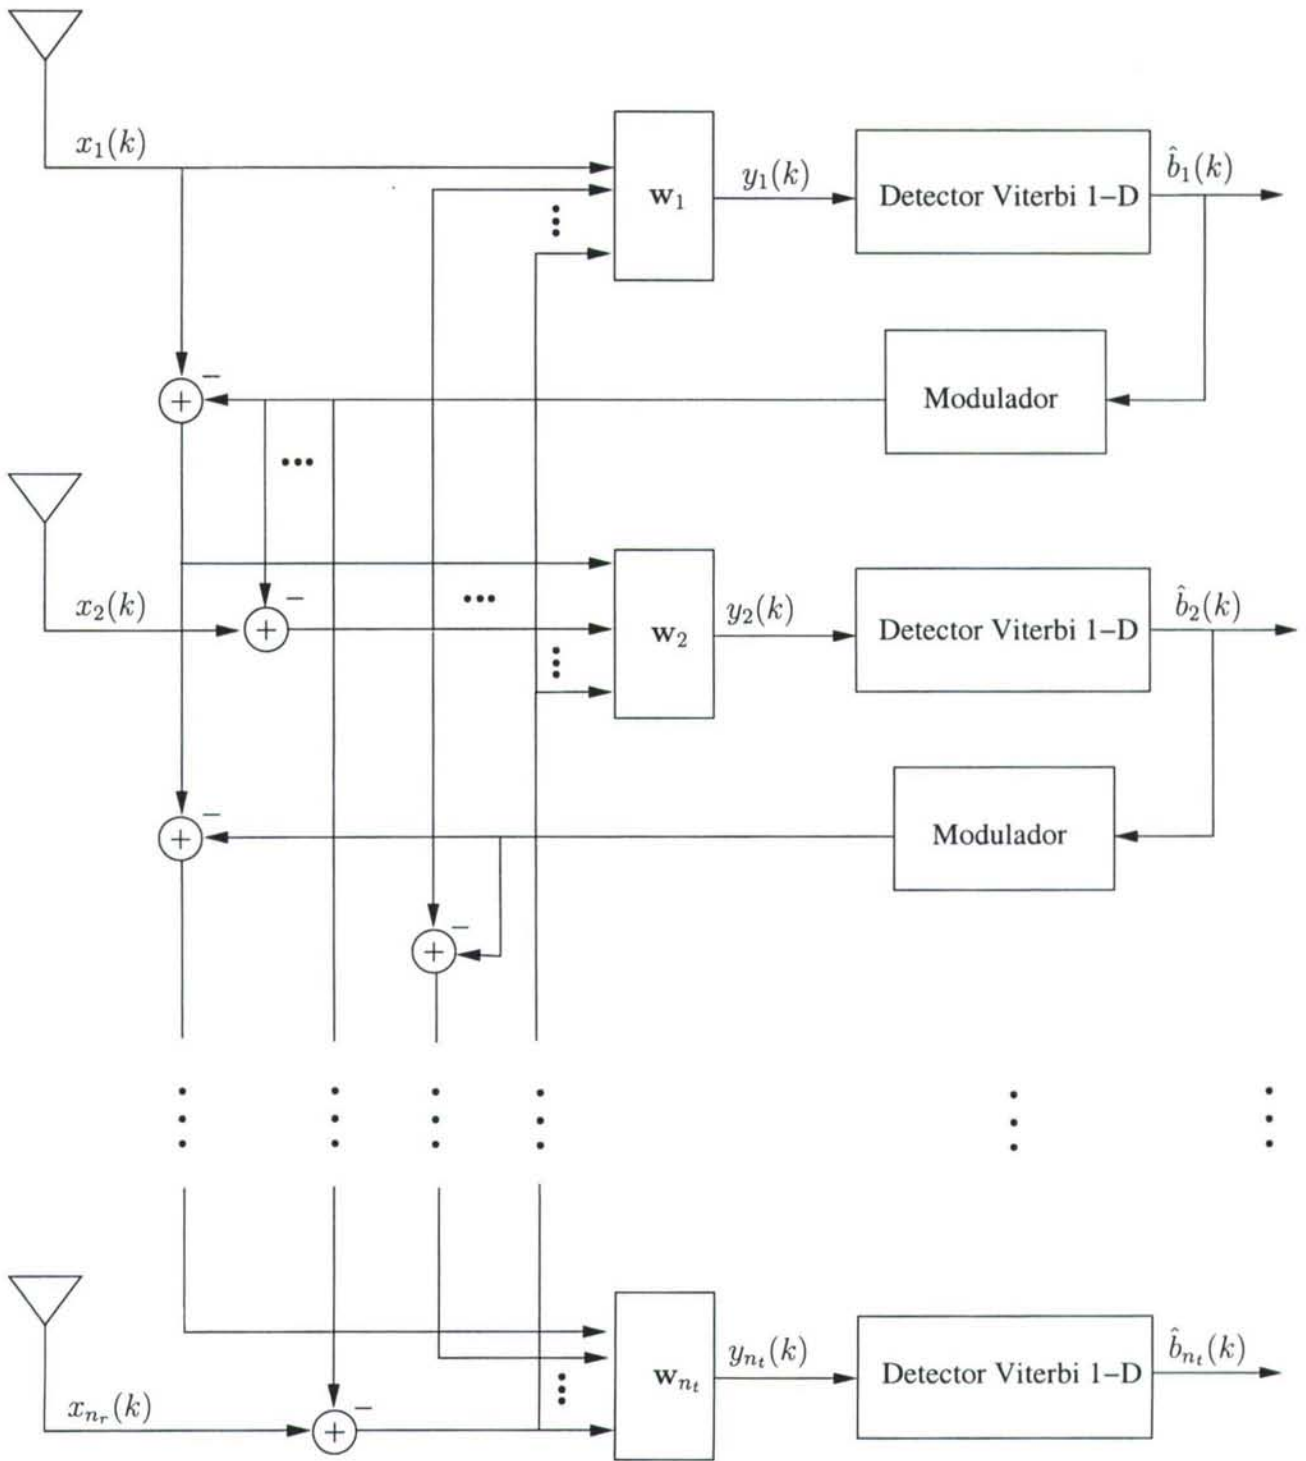 x₁(k)
w₁
y₁(k)
Detector Viterbi 1–D
b̂₁(k)
−
+
Modulador
x₂(k)
−
+
w₂
y₂(k)
Detector Viterbi 1–D
b̂₂(k)
−
+
Modulador
−
+
x_{n_r}(k)
−
+
w_{n_t}
y_{n_t}(k)
Detector Viterbi 1–D
b̂_{n_t}(k)